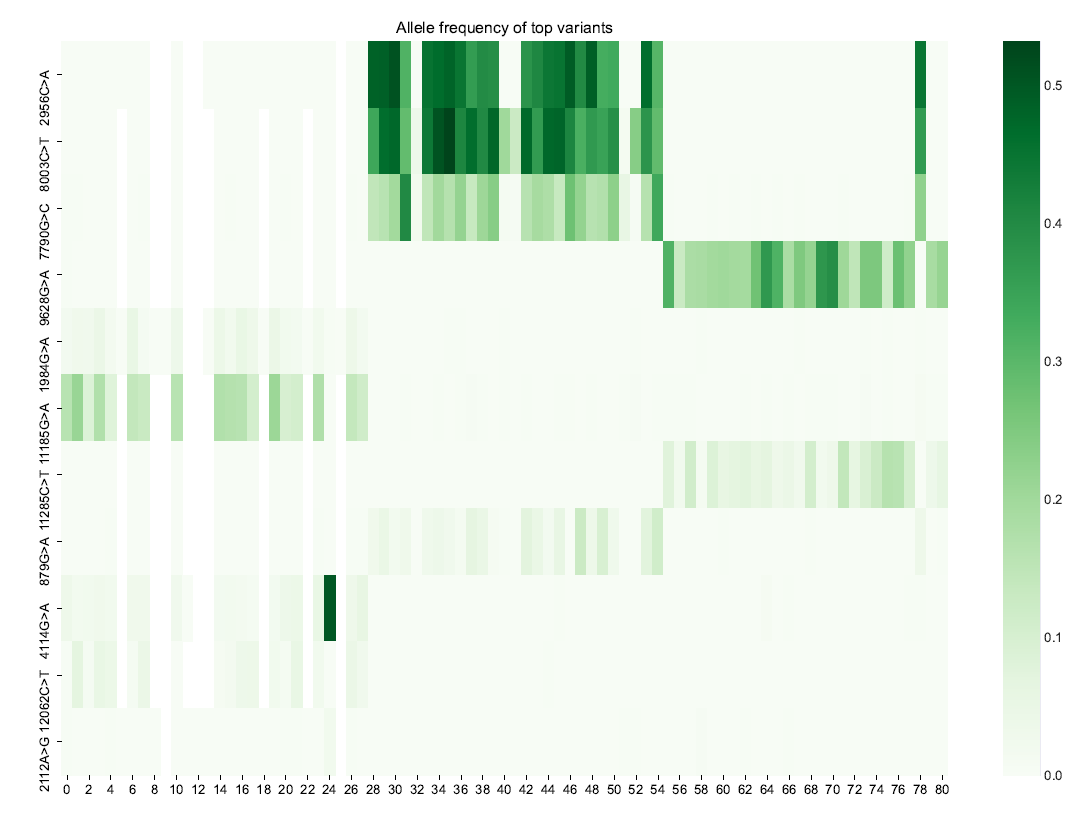 Allele frequency of top variants
2956C>A
8003C>T
7790G>C
9628G>A
1984G>A
11185G>A
11285C>T
879G>A
4114G>A
12062C>T
2112A>G
0 2 4 6 8 10 12 14 16 18 20 22 24 26 28 30 32 34 36 38 40 42 44 46 48 50 52 54 56 58 60 62 64 66 68 70 72 74 76 78 80
0.5
0.4
0.3
0.2
0.1
0.0